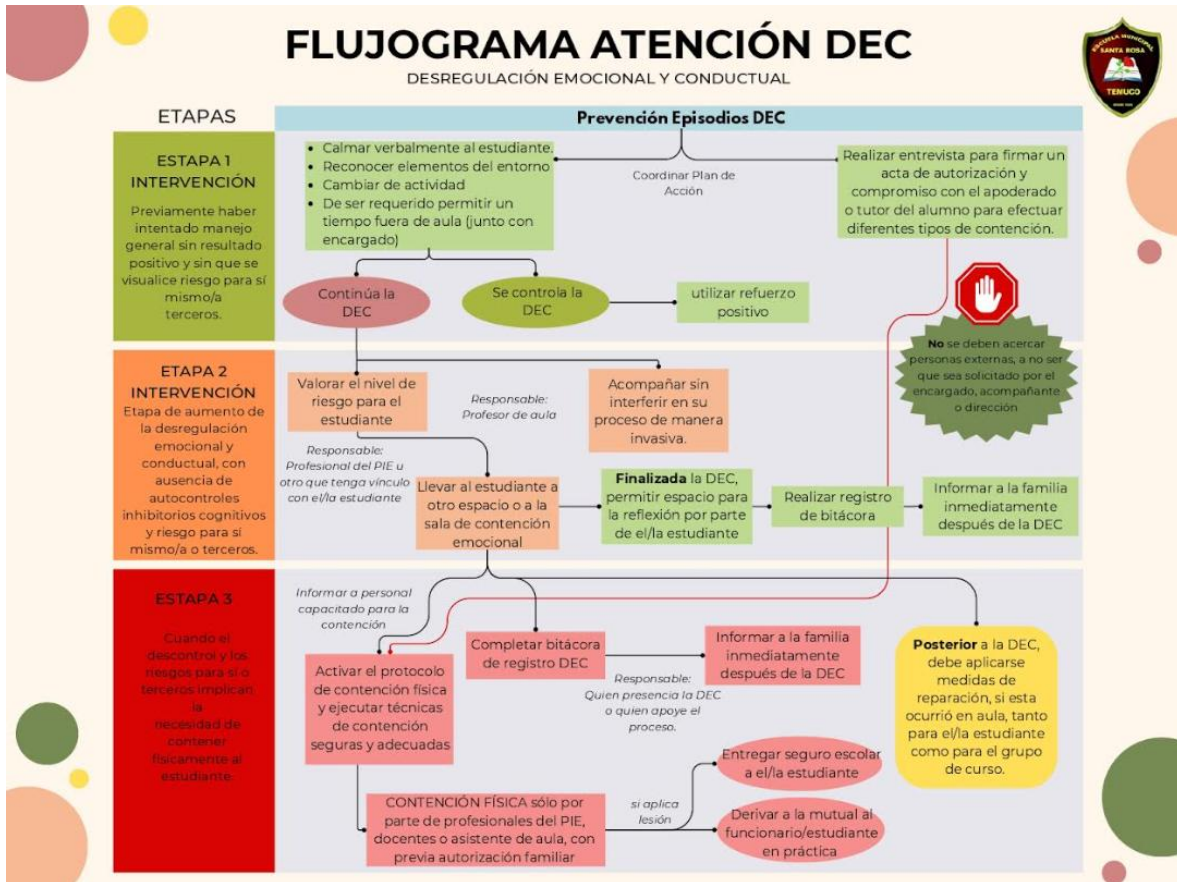 FLUJOGRAMA ATENCIÓN DEC
DESREGULACIÓN EMOCIONAL Y CONDUCTUAL
ESCUELA MUNICIPAL
SANTA ROSA
TEMUCO
ETAPAS
Prevención Episodios DEC
ESTAPA 1
INTERVENCIÓN
Previamente haber
intentado manejo
general sin resultado
positivo y sin que se
visualice riesgo para sí
mismo/a
terceros.
• Calmar verbalmente al estudiante.
• Reconocer elementos del entorno
• Cambiar de actividad
• De ser requerido permitir un
tiempo fuera de aula (junto con
encargado)
Coordinar Plan de
Acción
Realizar entrevista para firmar un
acta de autorización y
compromiso con el apoderado
o tutor del alumno para efectuar
diferentes tipos de contención.
Continúa la
DEC
Se controla la
DEC
utilizar refuerzo
positivo
No se deben acercar
personas externas, a no ser
que sea solicitado por el
encargado, acompañante
o dirección
ETAPA 2
INTERVENCIÓN
Etapa de aumento de
la desregulación
emocional y
conductual, con
ausencia de
autocontroles
inhibitorios cognitivos
y riesgo para sí
mismo/a o terceros.
Valorar el nivel de
riesgo para el
estudiante
Responsable:
Profesor de aula
Acompañar sin
interferir en su
proceso de manera
invasiva.
Responsable:
Profesional del PIE u
otro que tenga vínculo
con el/la estudiante
Llevar al estudiante a
otro espacio o a la
sala de contención
emocional
Finalizada la DEC,
permitir espacio para
la reflexión por parte
de el/la estudiante
Realizar registro
de bitácora
Informar a la familia
inmediatamente
después de la DEC
ESTAPA 3
Cuando el
descontrol y los
riesgos para sí o
terceros implican
la
necesidad de
contener
físicamente al
estudiante.
Informar a personal
capacitado para la
contención
Activar el protocolo
de contención física
y ejecutar técnicas
de contención
seguras y adecuadas
Completar bitácora
de registro DEC
Responsable:
Quien presencia la DEC
o quien apoye el
proceso.
Informar a la familia
inmediatamente
después de la DEC
Posterior a la DEC,
debe aplicarse
medidas de
reparación, si esta
ocurrió en aula, tanto
para el/la estudiante
como para el grupo
de curso.
CONTENCIÓN FÍSICA sólo por
parte de profesionales del PIE,
docentes o asistente de aula, con
previa autorización familiar
si aplica
lesión
Entregar seguro escolar
a el/la estudiante
Derivar a la mutual al
funcionario/estudiante
en práctica